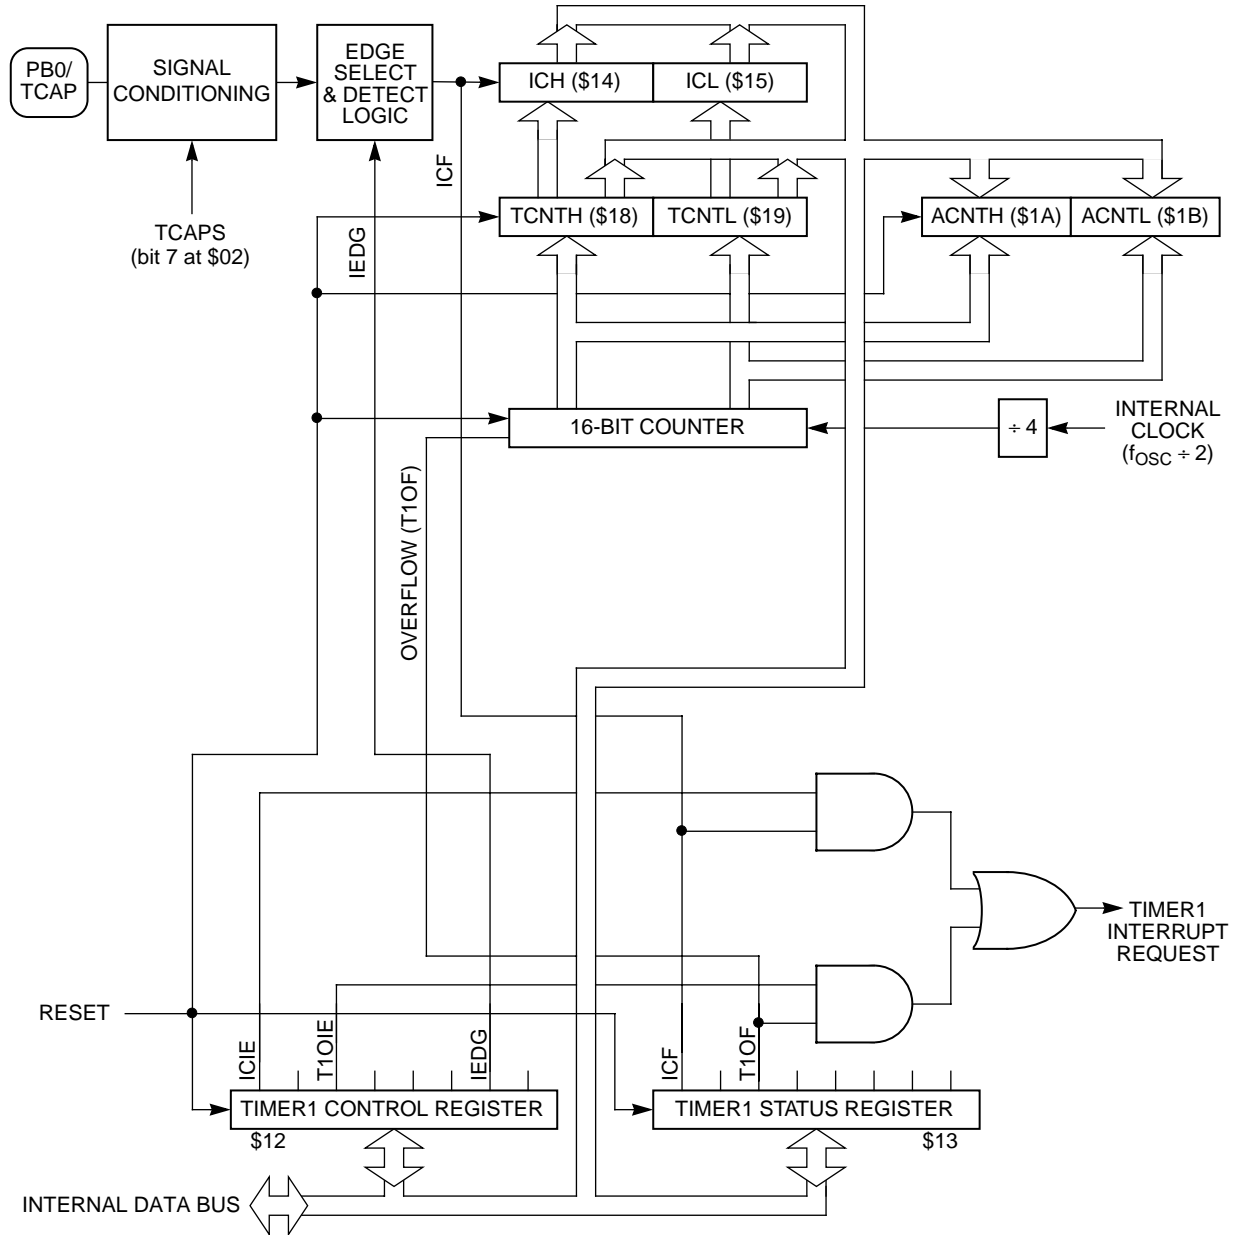 PB0/
TCAP
SIGNAL
CONDITIONING
EDGE
SELECT
& DETECT
LOGIC
ICH ($14)
ICL ($15)
ICF
TCAPS
(bit 7 at $02)
IEDG
TCNTH ($18)
TCNTL ($19)
ACNTH ($1A)
ACNTL ($1B)
16-BIT COUNTER
÷ 4
INTERNAL
CLOCK
(fOSC ÷ 2)
OVERFLOW (T1OF)
TIMER1
INTERRUPT
REQUEST
RESET
ICIE
T1OIE
IEDG
ICF
T1OF
TIMER1 CONTROL REGISTER
TIMER1 STATUS REGISTER
$12
$13
INTERNAL DATA BUS